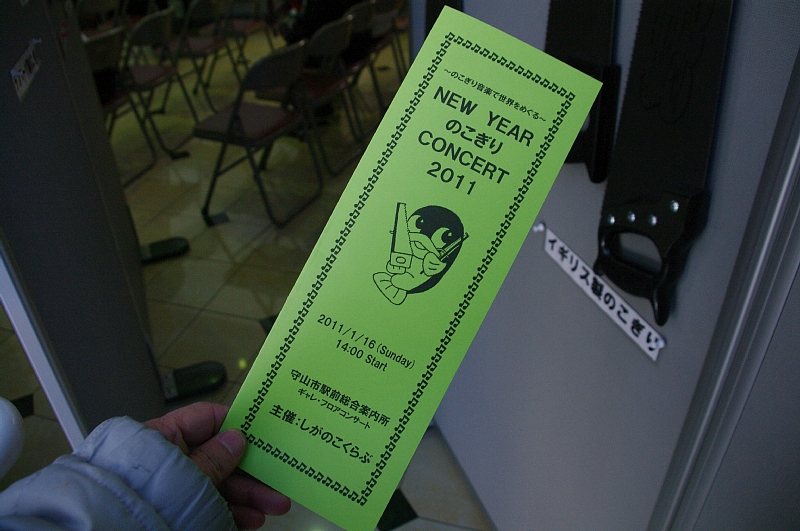 ～のこぎり音楽で世界をめぐる～
NEW YEAR
のこぎり
CONCERT
2011
2011/1/16(Sunday)
14:00 Start
守山市駅前総合案内所
ギャレ・フロアコンサート
主催：しがのこくらぶ
イギリス製のこぎり